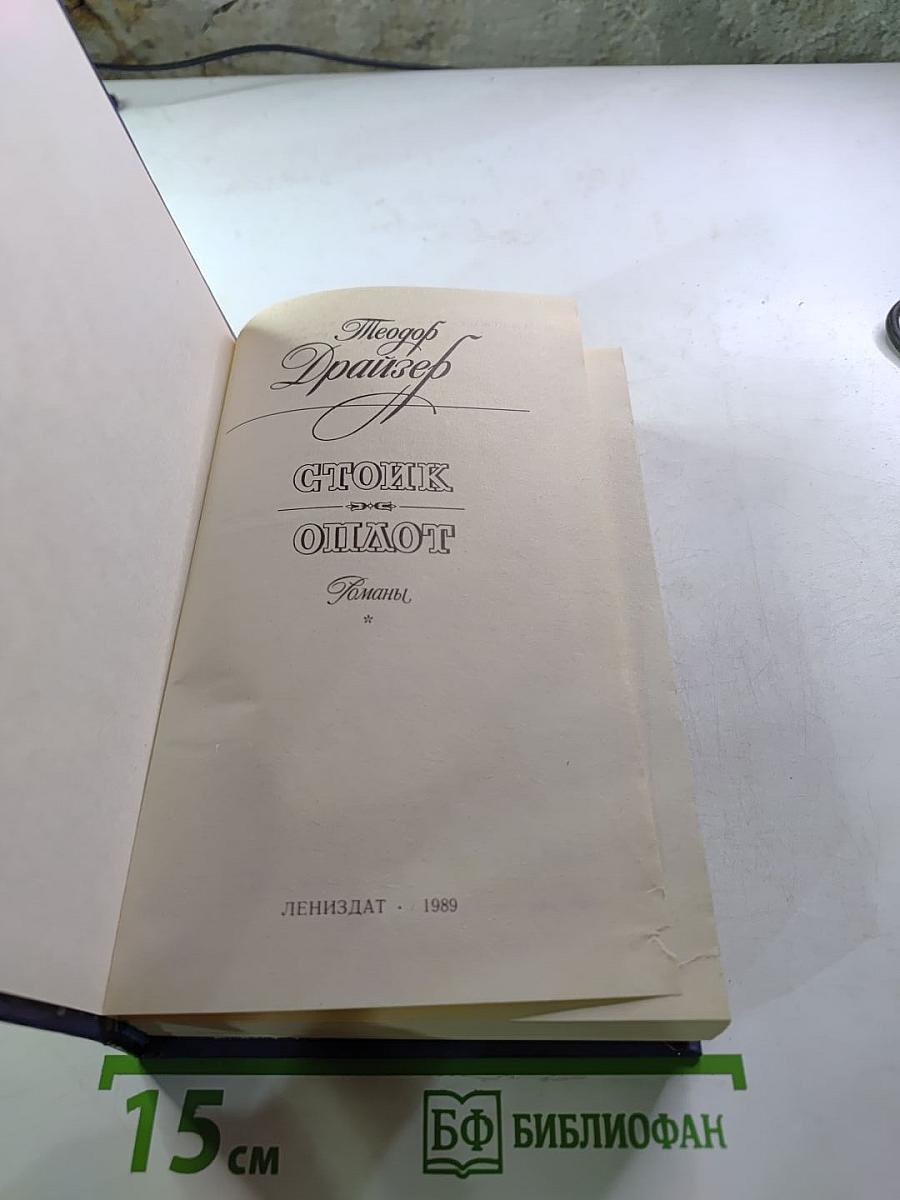 Теодор
Драйзер
СТОИК
ОПЛОТ
Романы
*
ЛЕНИЗДАТ · 1989
15 см
БФ БИБЛИОФАН